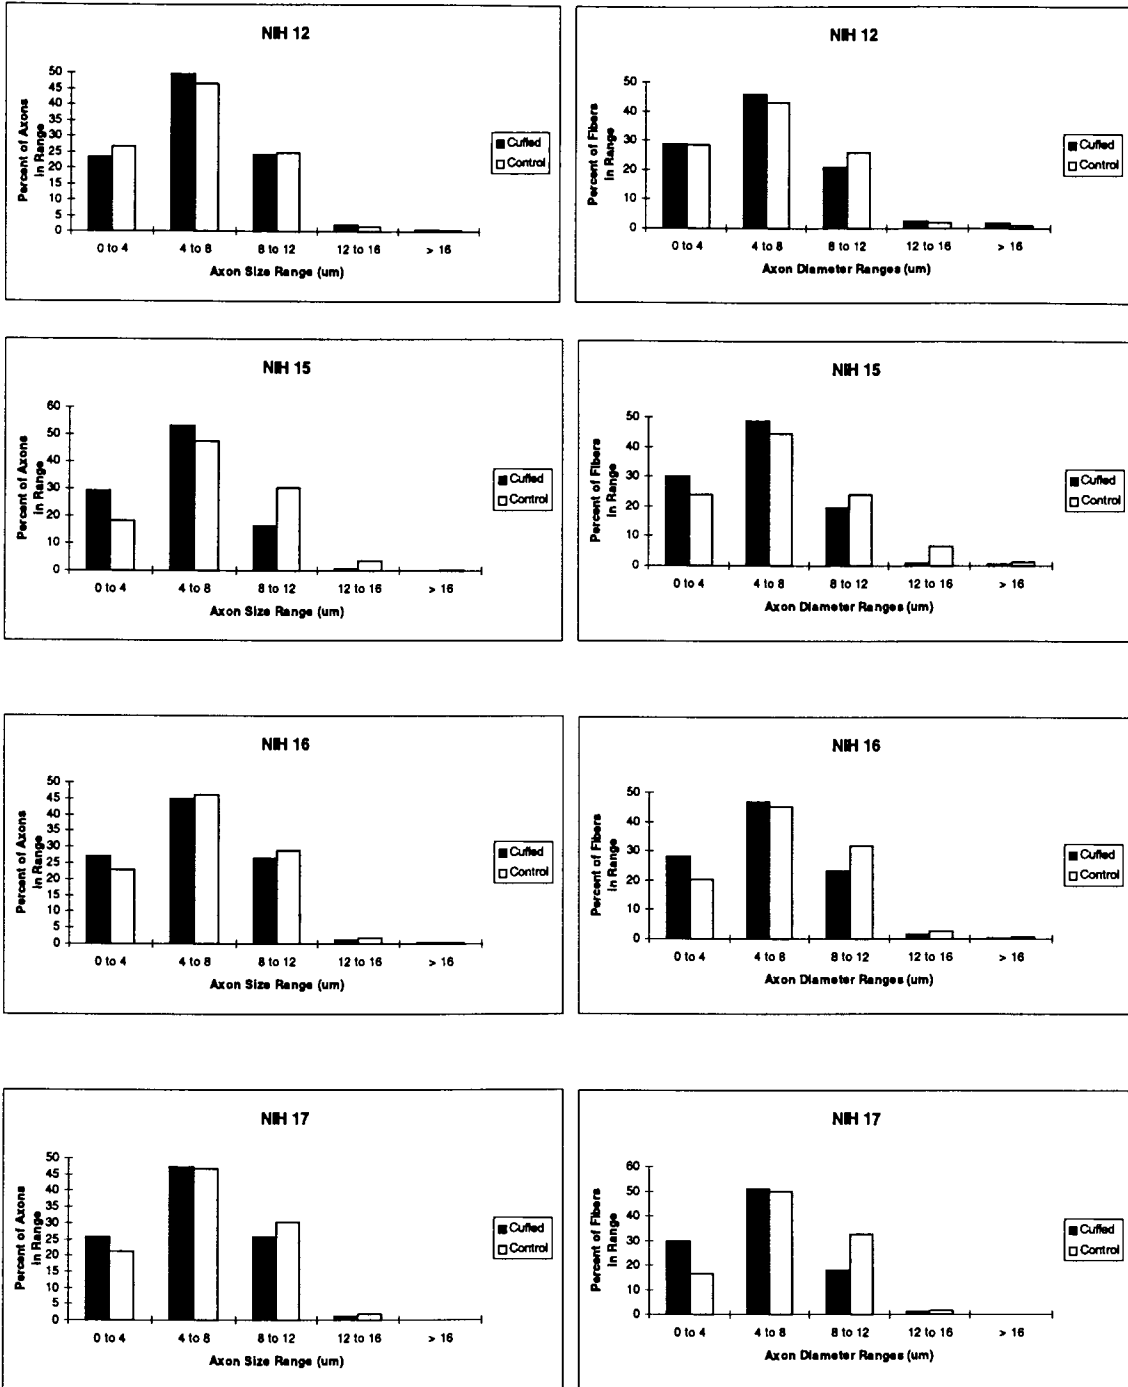 NIH 12
Percent of Axons
in Range
50
45
40
35
30
25
20
15
10
5
0
0 to 4
4 to 8
8 to 12
12 to 16
> 16
Axon Size Range (um)
Cuffed
Control
NIH 12
Percent of Fibers
in Range
50
40
30
20
10
0
0 to 4
4 to 8
8 to 12
12 to 16
> 16
Axon Diameter Ranges (um)
Cuffed
Control
NIH 15
Percent of Axons
in Range
60
50
40
30
20
10
0
0 to 4
4 to 8
8 to 12
12 to 16
> 16
Axon Size Range (um)
Cuffed
Control
NIH 15
Percent of Fibers
in Range
50
40
30
20
10
0
0 to 4
4 to 8
8 to 12
12 to 16
> 16
Axon Diameter Ranges (um)
Cuffed
Control
NIH 16
Percent of Axons
in Range
50
45
40
35
30
25
20
15
10
5
0
0 to 4
4 to 8
8 to 12
12 to 16
> 16
Axon Size Range (um)
Cuffed
Control
NIH 16
Percent of Fibers
in Range
50
40
30
20
10
0
0 to 4
4 to 8
8 to 12
12 to 16
> 16
Axon Diameter Ranges (um)
Cuffed
Control
NIH 17
Percent of Axons
in Range
50
45
40
35
30
25
20
15
10
5
0
0 to 4
4 to 8
8 to 12
12 to 16
> 16
Axon Size Range (um)
Cuffed
Control
NIH 17
Percent of Fibers
in Range
60
50
40
30
20
10
0
0 to 4
4 to 8
8 to 12
12 to 16
> 16
Axon Diameter Ranges (um)
Cuffed
Control